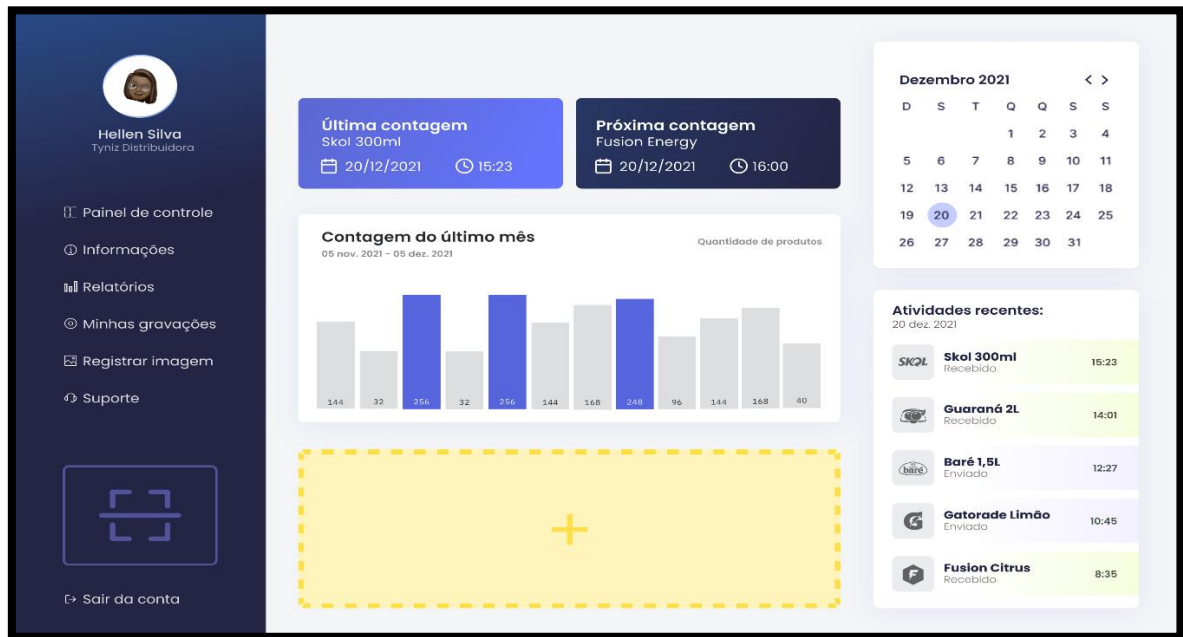 Hellen Silva
Tyniz Distribuidora
Painel de controle
Informações
Relatórios
Minhas gravações
Registrar imagem
Suporte
Sair da conta
Última contagem
Skol 300ml
20/12/2021 15:23
Próxima contagem
Fusion Energy
20/12/2021 16:00
Contagem do último mês
05 nov. 2021 - 05 dez. 2021
Quantidade de produtos
144 32 256 32 256 144 168 248 96 144 168 40
Dezembro 2021 < >
D S T Q Q S S
1 2 3 4
5 6 7 8 9 10 11
12 13 14 15 16 17 18
19 20 21 22 23 24 25
26 27 28 29 30 31
Atividades recentes:
20 dez. 2021
SKOL
Skol 300ml
Recebido
15:23
Guaraná 2L
Recebido
14:01
baré
Baré 1,5L
Enviado
12:27
G
Gatorade Limão
Enviado
10:45
F
Fusion Citrus
Recebido
8:35